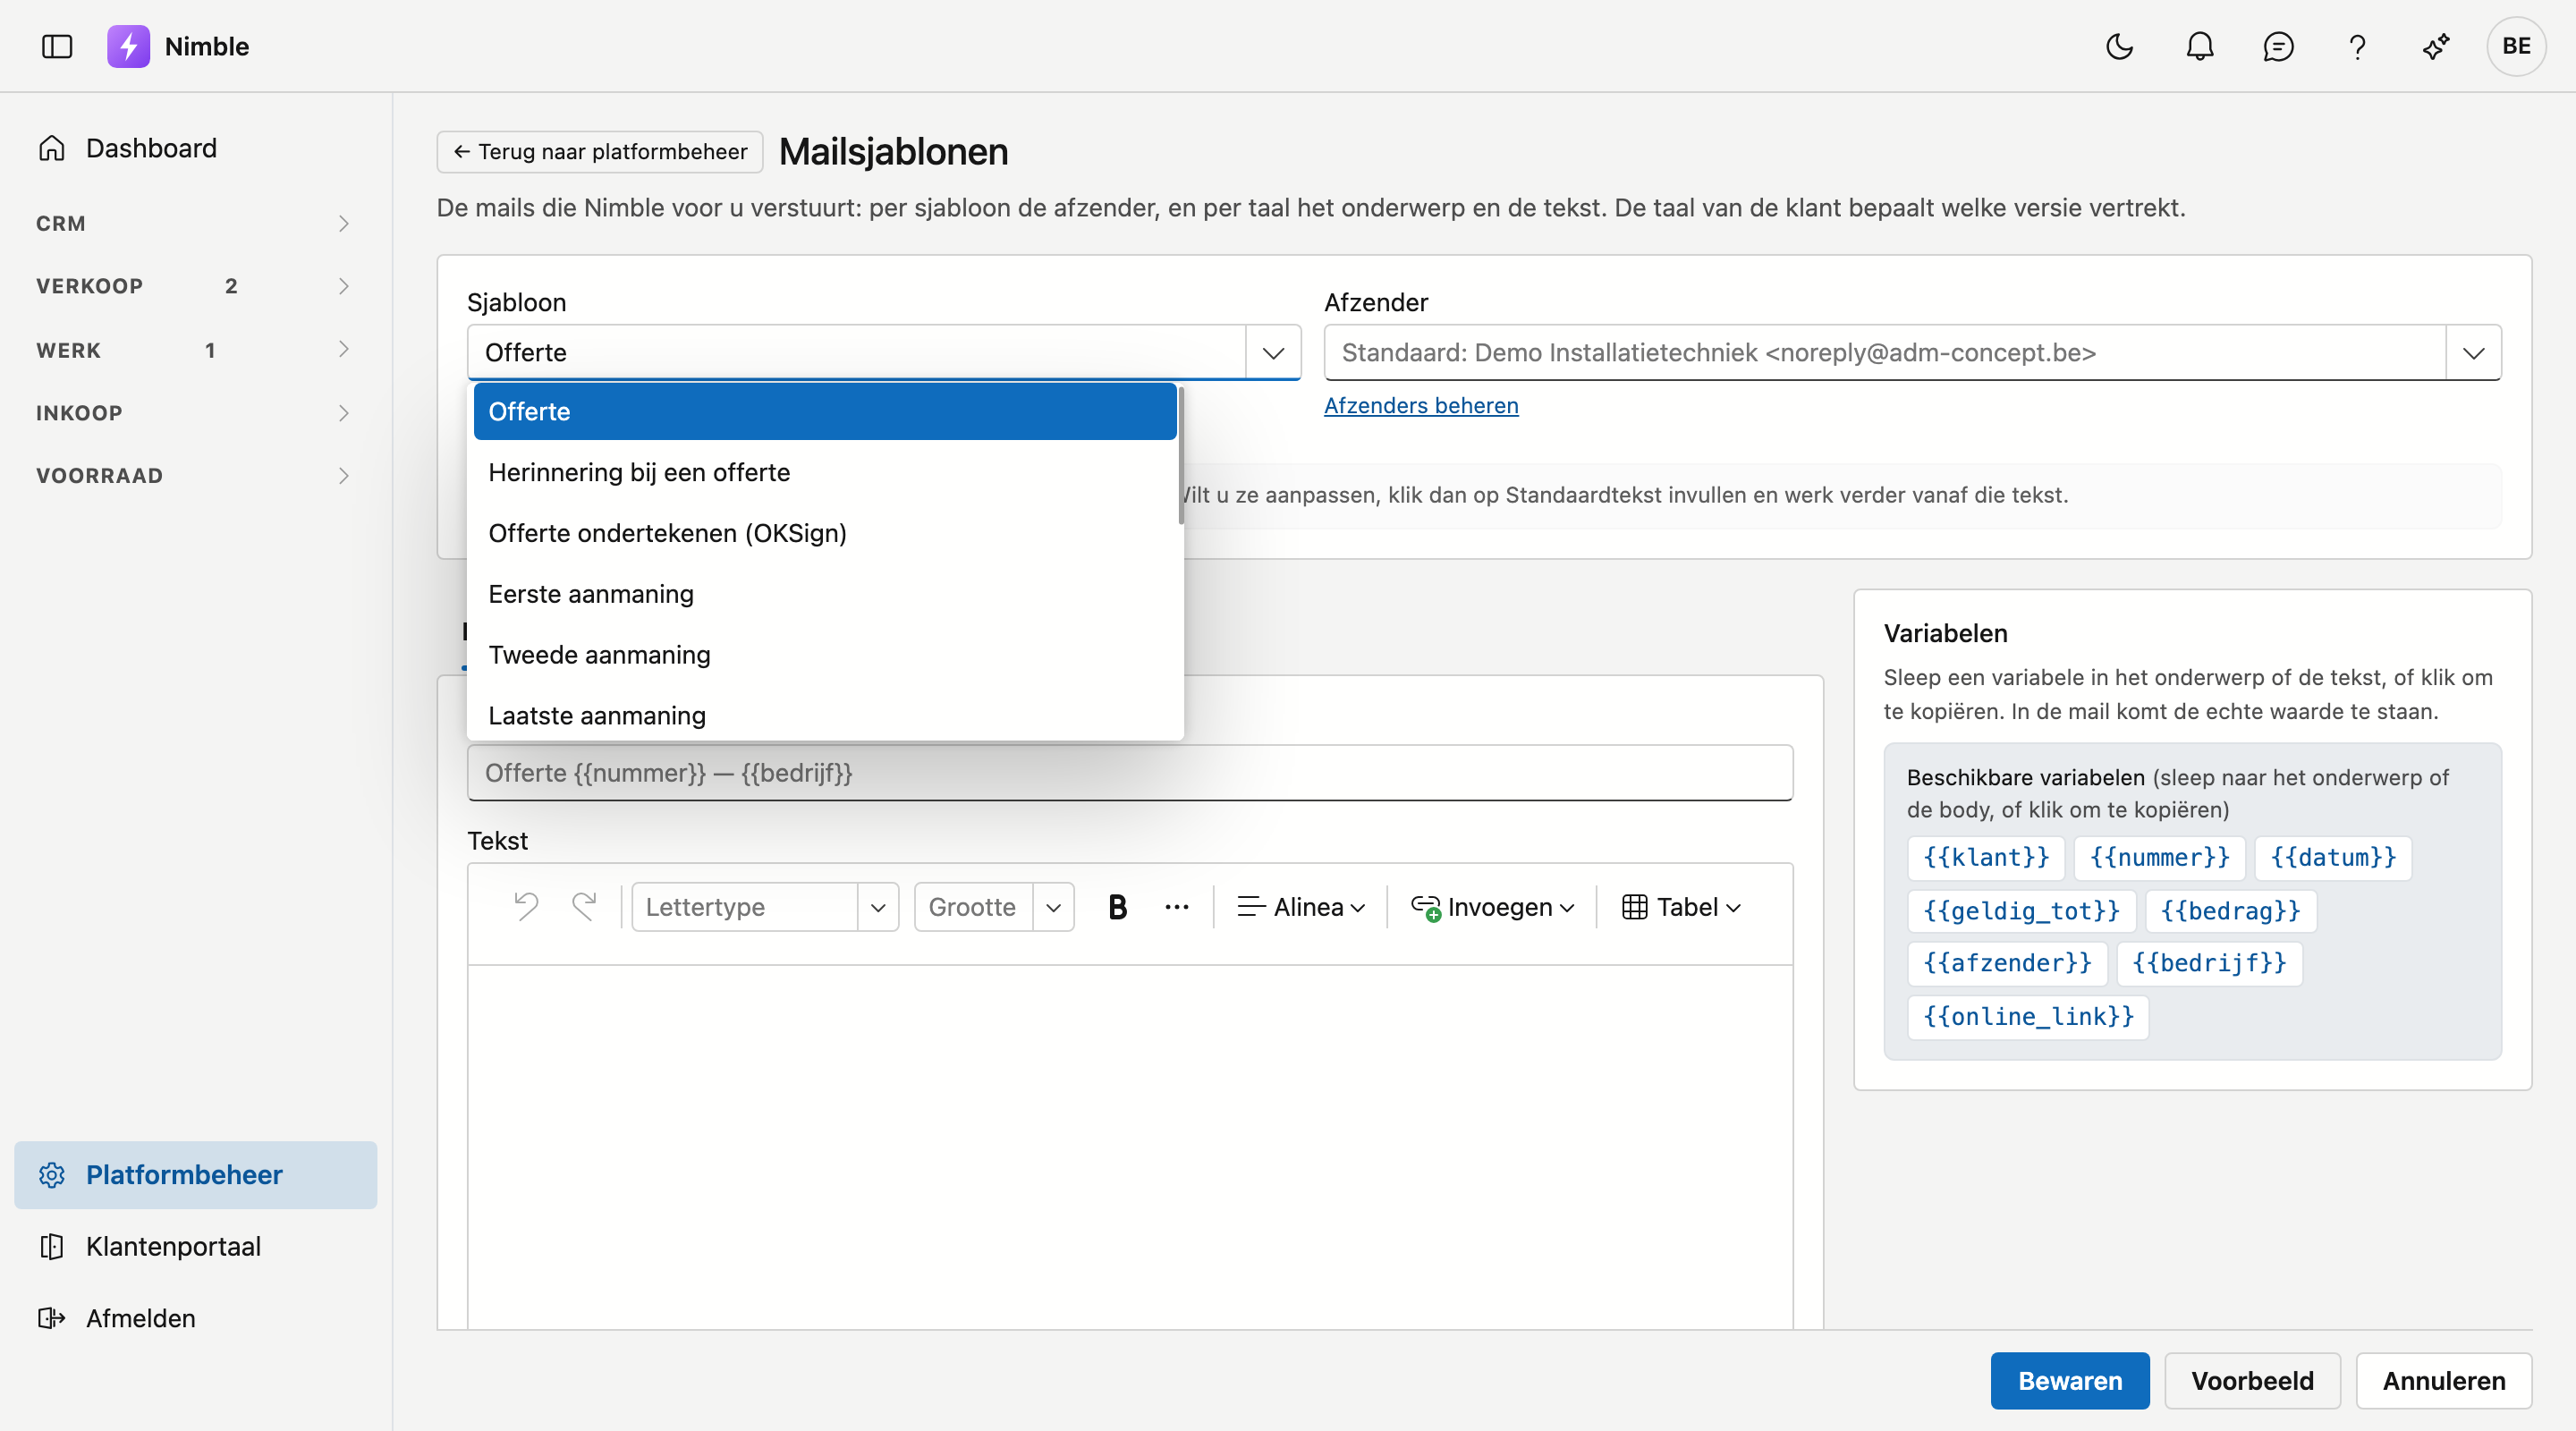 Nimble
BE
Dashboard
CRM
VERKOOP 2
WERK 1
INKOOP
VOORRAAD
Platformbeheer
Klantenportaal
Afmelden
← Terug naar platformbeheer
Mailsjablonen
De mails die Nimble voor u verstuurt: per sjabloon de afzender, en per taal het onderwerp en de tekst. De taal van de klant bepaalt welke versie vertrekt.
Sjabloon
Offerte
Offerte
Herinnering bij een offerte
Offerte ondertekenen (OKSign)
Eerste aanmaning
Tweede aanmaning
Laatste aanmaning
Afzender
Standaard: Demo Installatietechniek <noreply@adm-concept.be>
Afzenders beheren
u ze aanpassen, klik dan op Standaardtekst invullen en werk verder vanaf die tekst.
Offerte {{nummer}} — {{bedrijf}}
Tekst
Lettertype
Grootte
B
Alinea
Invoegen
Tabel
Variabelen
Sleep een variabele in het onderwerp of de tekst, of klik om
te kopiëren. In de mail komt de echte waarde te staan.
Beschikbare variabelen (sleep naar het onderwerp of
de body, of klik om te kopiëren)
{{klant}} {{nummer}} {{datum}}
{{geldig_tot}} {{bedrag}}
{{afzender}} {{bedrijf}}
{{online_link}}
Bewaren
Voorbeeld
Annuleren